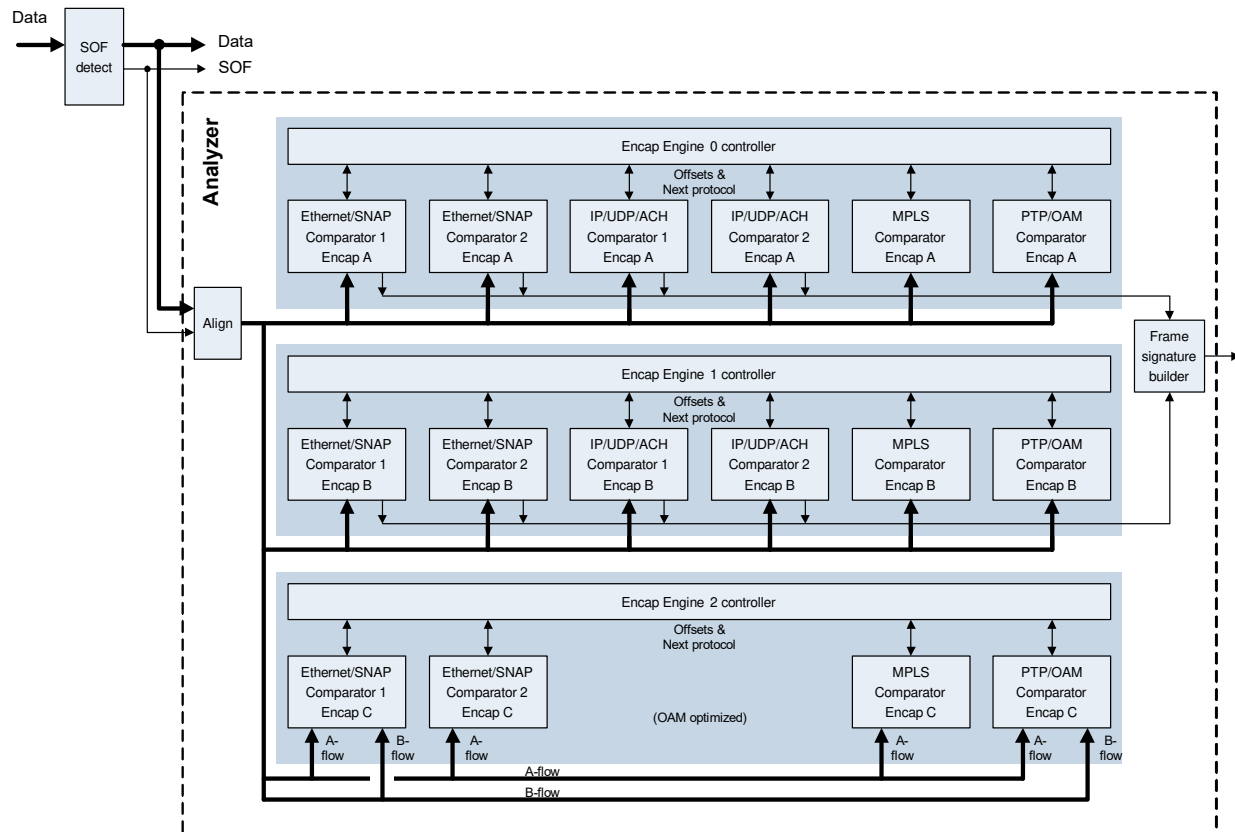 Data
SOF
detect
Data
SOF
Analyzer
Encap Engine 0 controller
Offsets &
Next protocol
Ethernet/SNAP
Comparator 1
Encap A
Ethernet/SNAP
Comparator 2
Encap A
IP/UDP/ACH
Comparator 1
Encap A
IP/UDP/ACH
Comparator 2
Encap A
MPLS
Comparator
Encap A
PTP/OAM
Comparator
Encap A
Align
Frame
signature
builder
Encap Engine 1 controller
Offsets &
Next protocol
Ethernet/SNAP
Comparator 1
Encap B
Ethernet/SNAP
Comparator 2
Encap B
IP/UDP/ACH
Comparator 1
Encap B
IP/UDP/ACH
Comparator 2
Encap B
MPLS
Comparator
Encap B
PTP/OAM
Comparator
Encap B
Encap Engine 2 controller
Offsets &
Next protocol
Ethernet/SNAP
Comparator 1
Encap C
Ethernet/SNAP
Comparator 2
Encap C
(OAM optimized)
MPLS
Comparator
Encap C
PTP/OAM
Comparator
Encap C
A-
flow
B-
flow
A-
flow
A-
flow
A-
flow
B-
flow
A-flow
B-flow